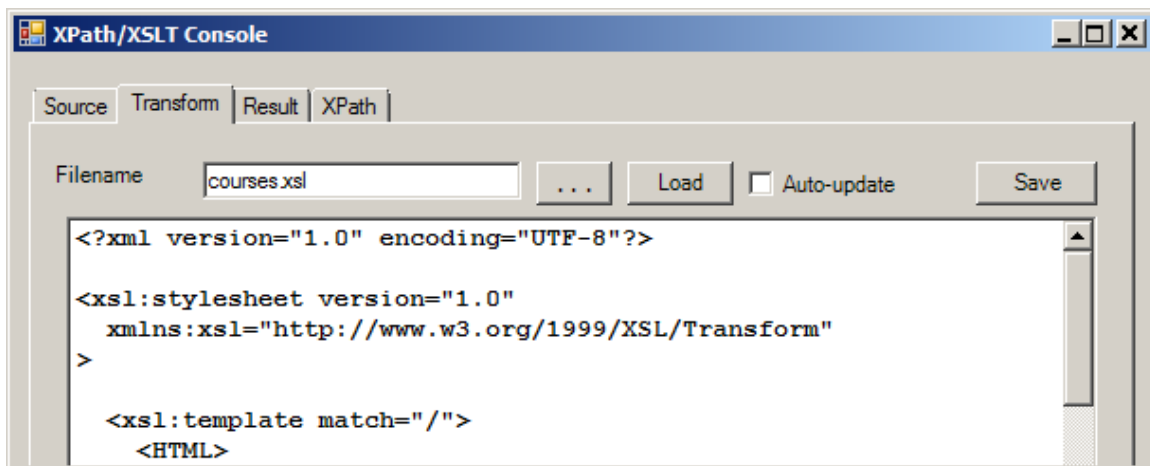 XPath/XSLT Console
Source Transform Result XPath
Filename courses.xsl ... Load Auto-update Save
<?xml version="1.0" encoding="UTF-8"?>
<xsl:stylesheet version="1.0"
xmlns:xsl="http://www.w3.org/1999/XSL/Transform"
>
<xsl:template match="/">
<HTML>